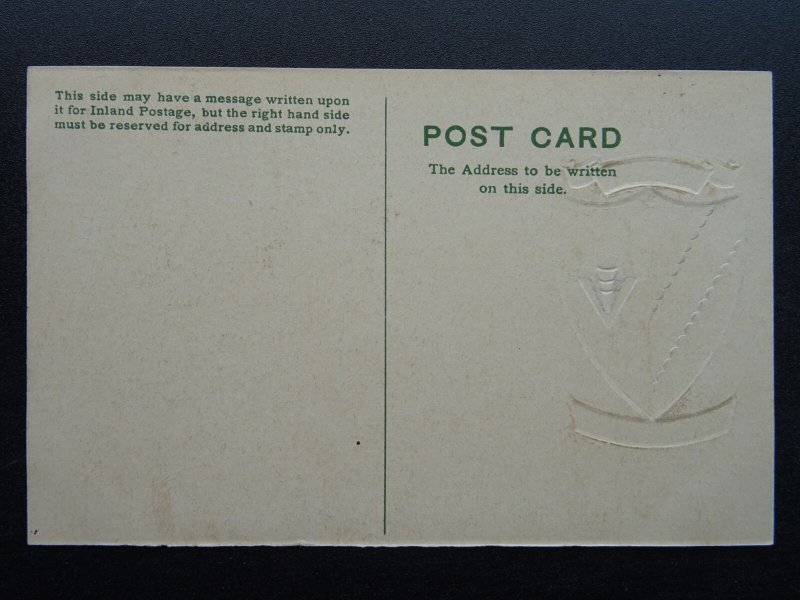 This side may have a message written upon
it for Inland Postage, but the right hand side
must be reserved for address and stamp only.
POST CARD
The Address to be written
on this side.